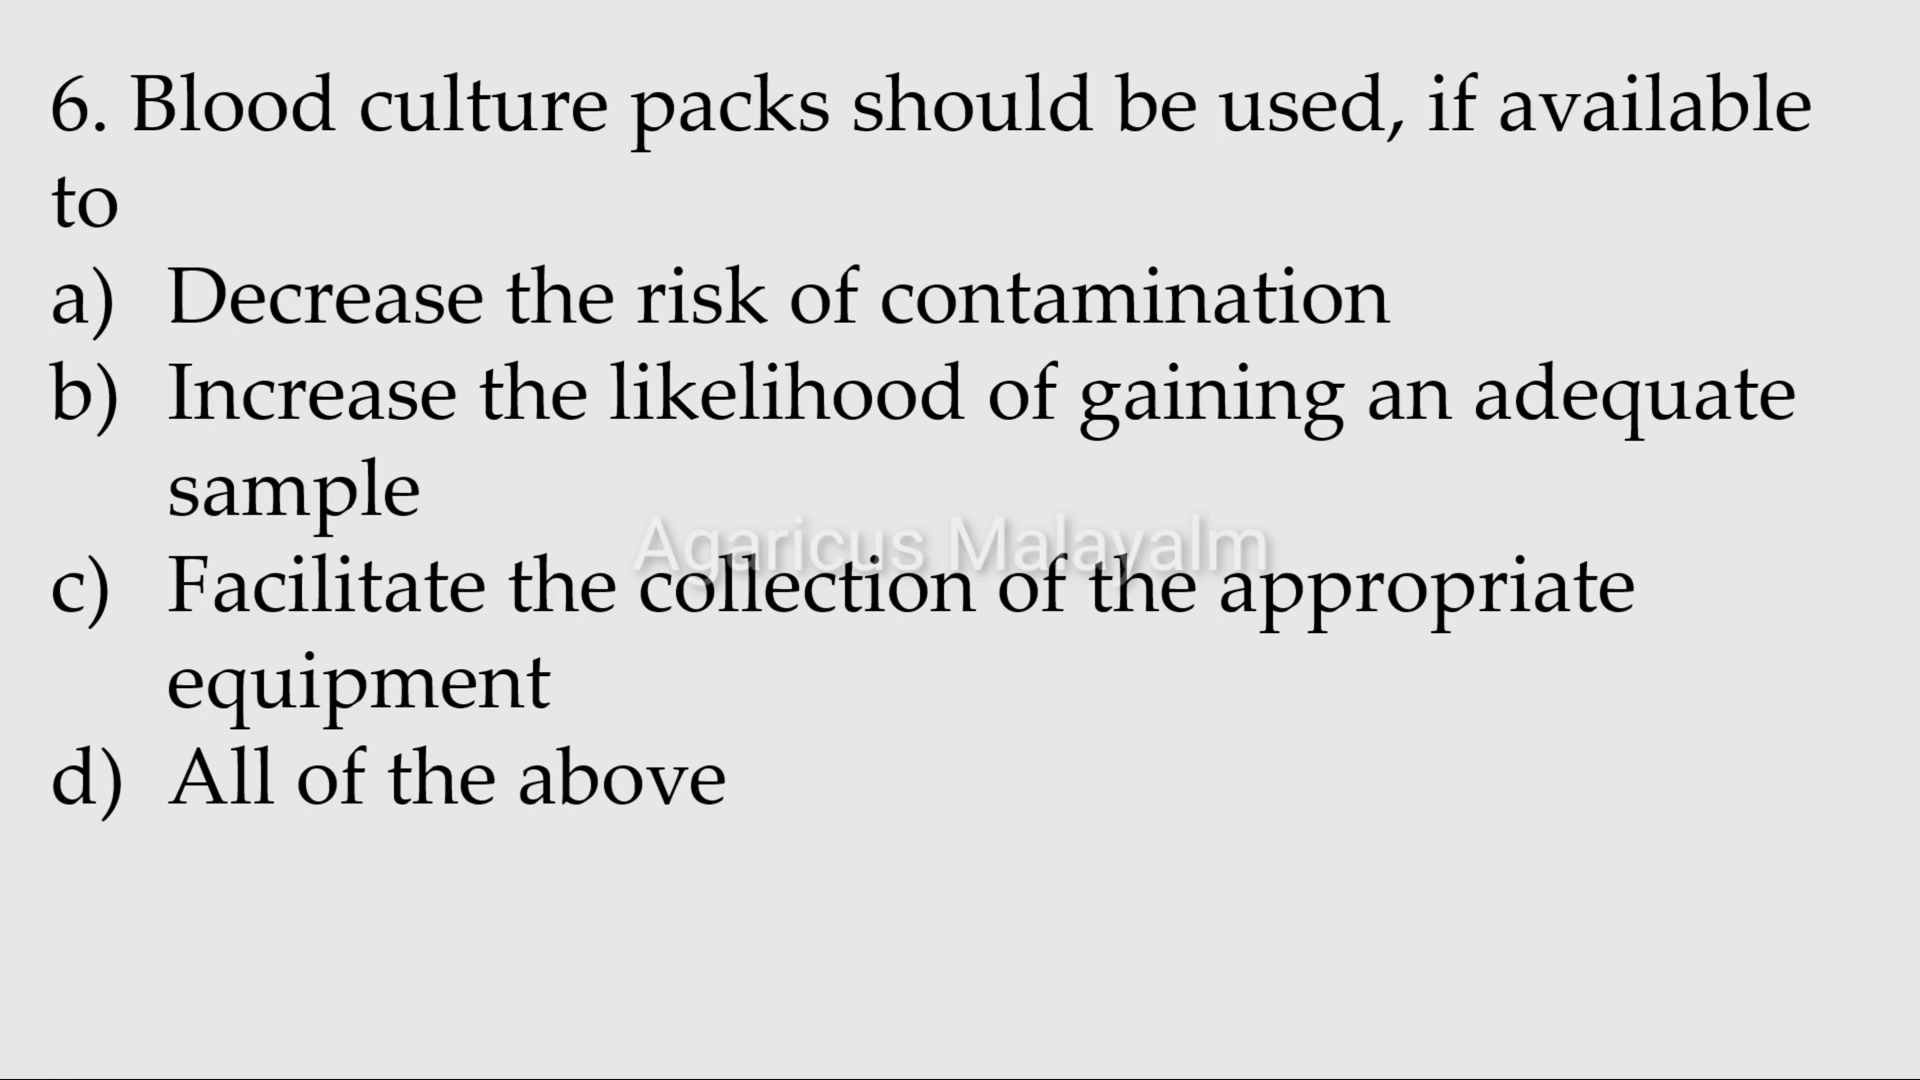 6. Blood culture packs should be used, if available
to
a) Decrease the risk of contamination
b) Increase the likelihood of gaining an adequate
sample
Agaricus Malayalm
c) Facilitate the collection of the appropriate
equipment
d) All of the above